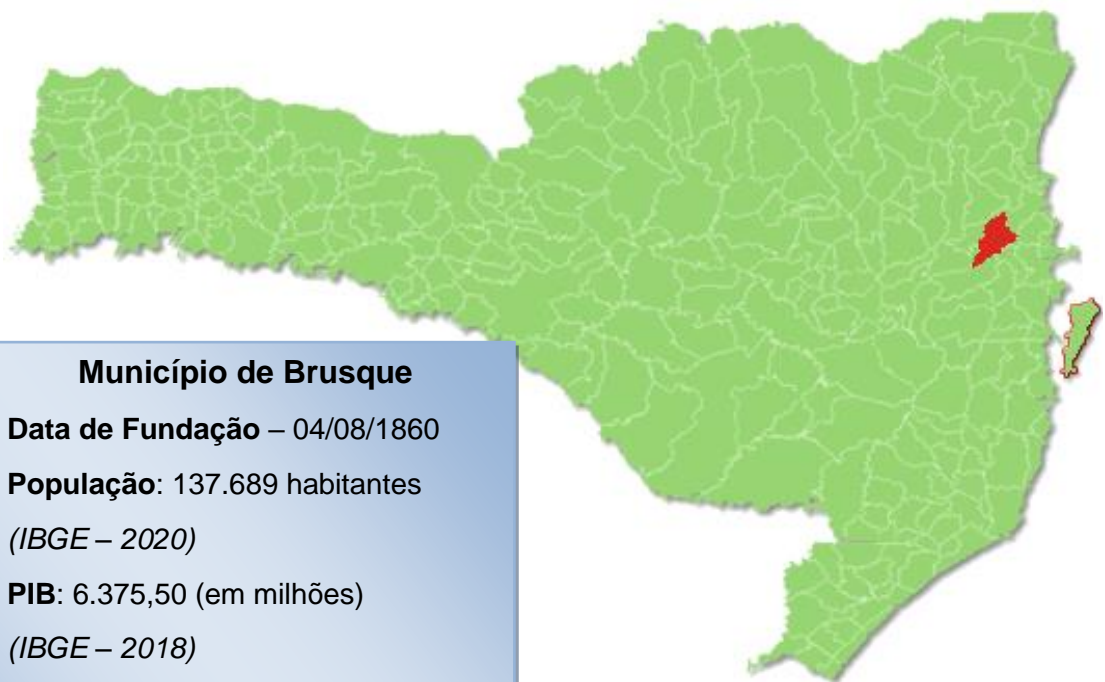 Município de Brusque
Data de Fundação – 04/08/1860
População: 137.689 habitantes
(IBGE – 2020)
PIB: 6.375,50 (em milhões)
(IBGE – 2018)